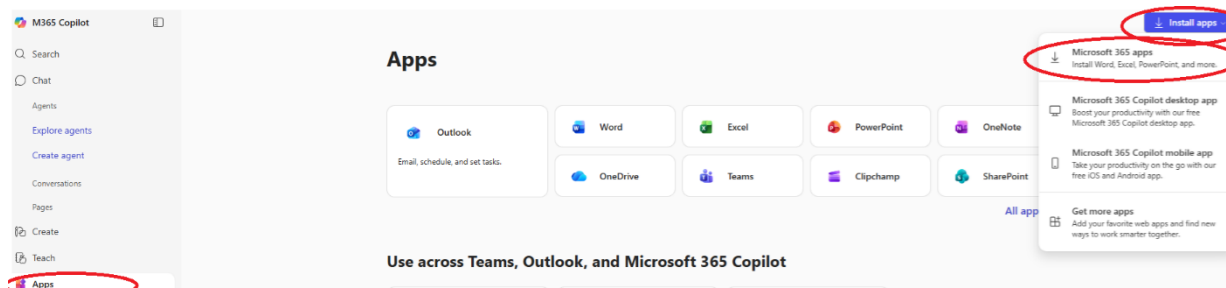 M365 Copilot
Search
Chat
Agents
Explore agents
Create agent
Conversations
Pages
Create
Teach
Apps
Apps
Outlook
Email, schedule, and set tasks.
Word
Excel
PowerPoint
OneNote
OneDrive
Teams
Clipchamp
SharePoint
All app
Use across Teams, Outlook, and Microsoft 365 Copilot
Install apps
Microsoft 365 apps
Install Word, Excel, PowerPoint, and more.
Microsoft 365 Copilot desktop app
Boost your productivity with our free
Microsoft 365 Copilot desktop app.
Microsoft 365 Copilot mobile app
Take your productivity on the go with our
free iOS and Android app.
Get more apps
Add your favorite web apps and find new
ways to work smarter together.